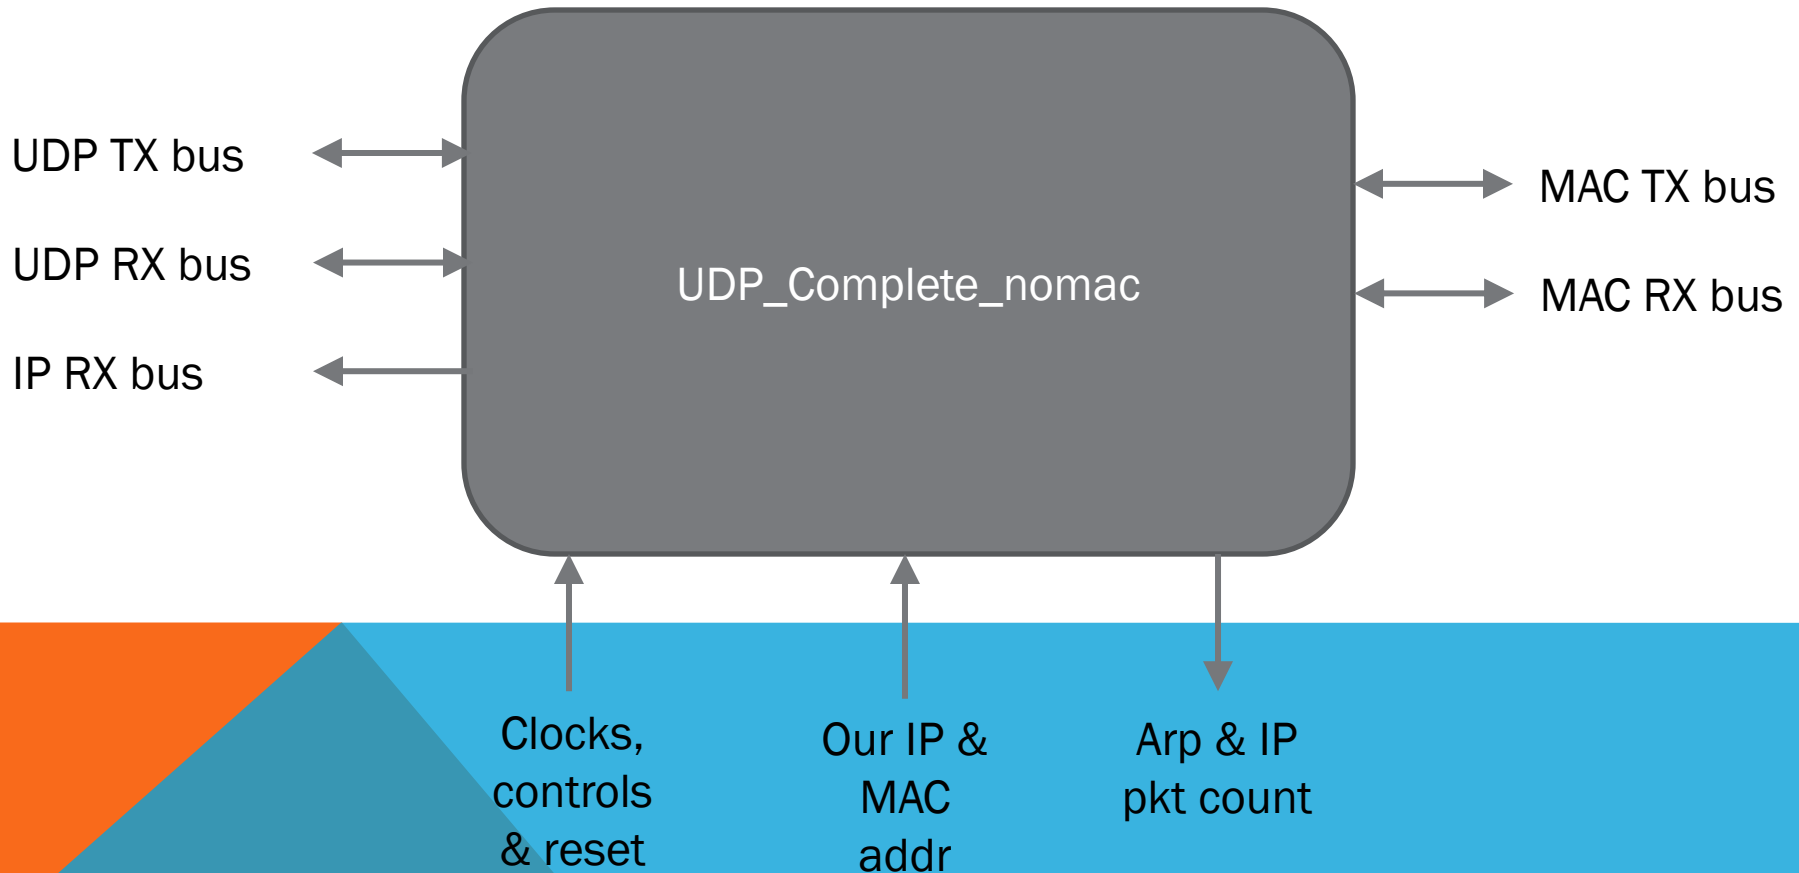 UDP TX bus
UDP RX bus
IP RX bus
UDP_Complete_nomac
MAC TX bus
MAC RX bus
Clocks,
controls
& reset
Our IP &
MAC
addr
Arp & IP
pkt count